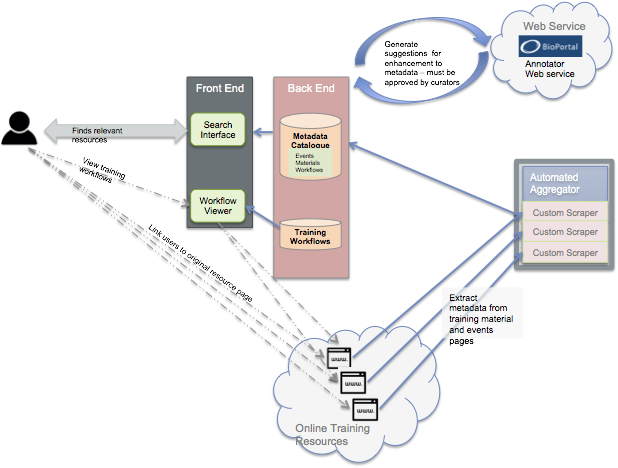 Web Service
BioPortal
Annotator
Web service
Generate
suggestions for
enhancement to
metadata – must be
approved by curators
Front End
Back End
Search
Interface
Metadata
Catalogue
Events
Materials
Workflows
Finds relevant
resources
View training
workflows
Workflow
Viewer
Training
Workflows
Automated
Aggregator
Custom Scraper
Custom Scraper
Custom Scraper
Link users to original resource page
Extract
metadata from
training material
and events
pages
www.
www.
www.
Online Training
Resources